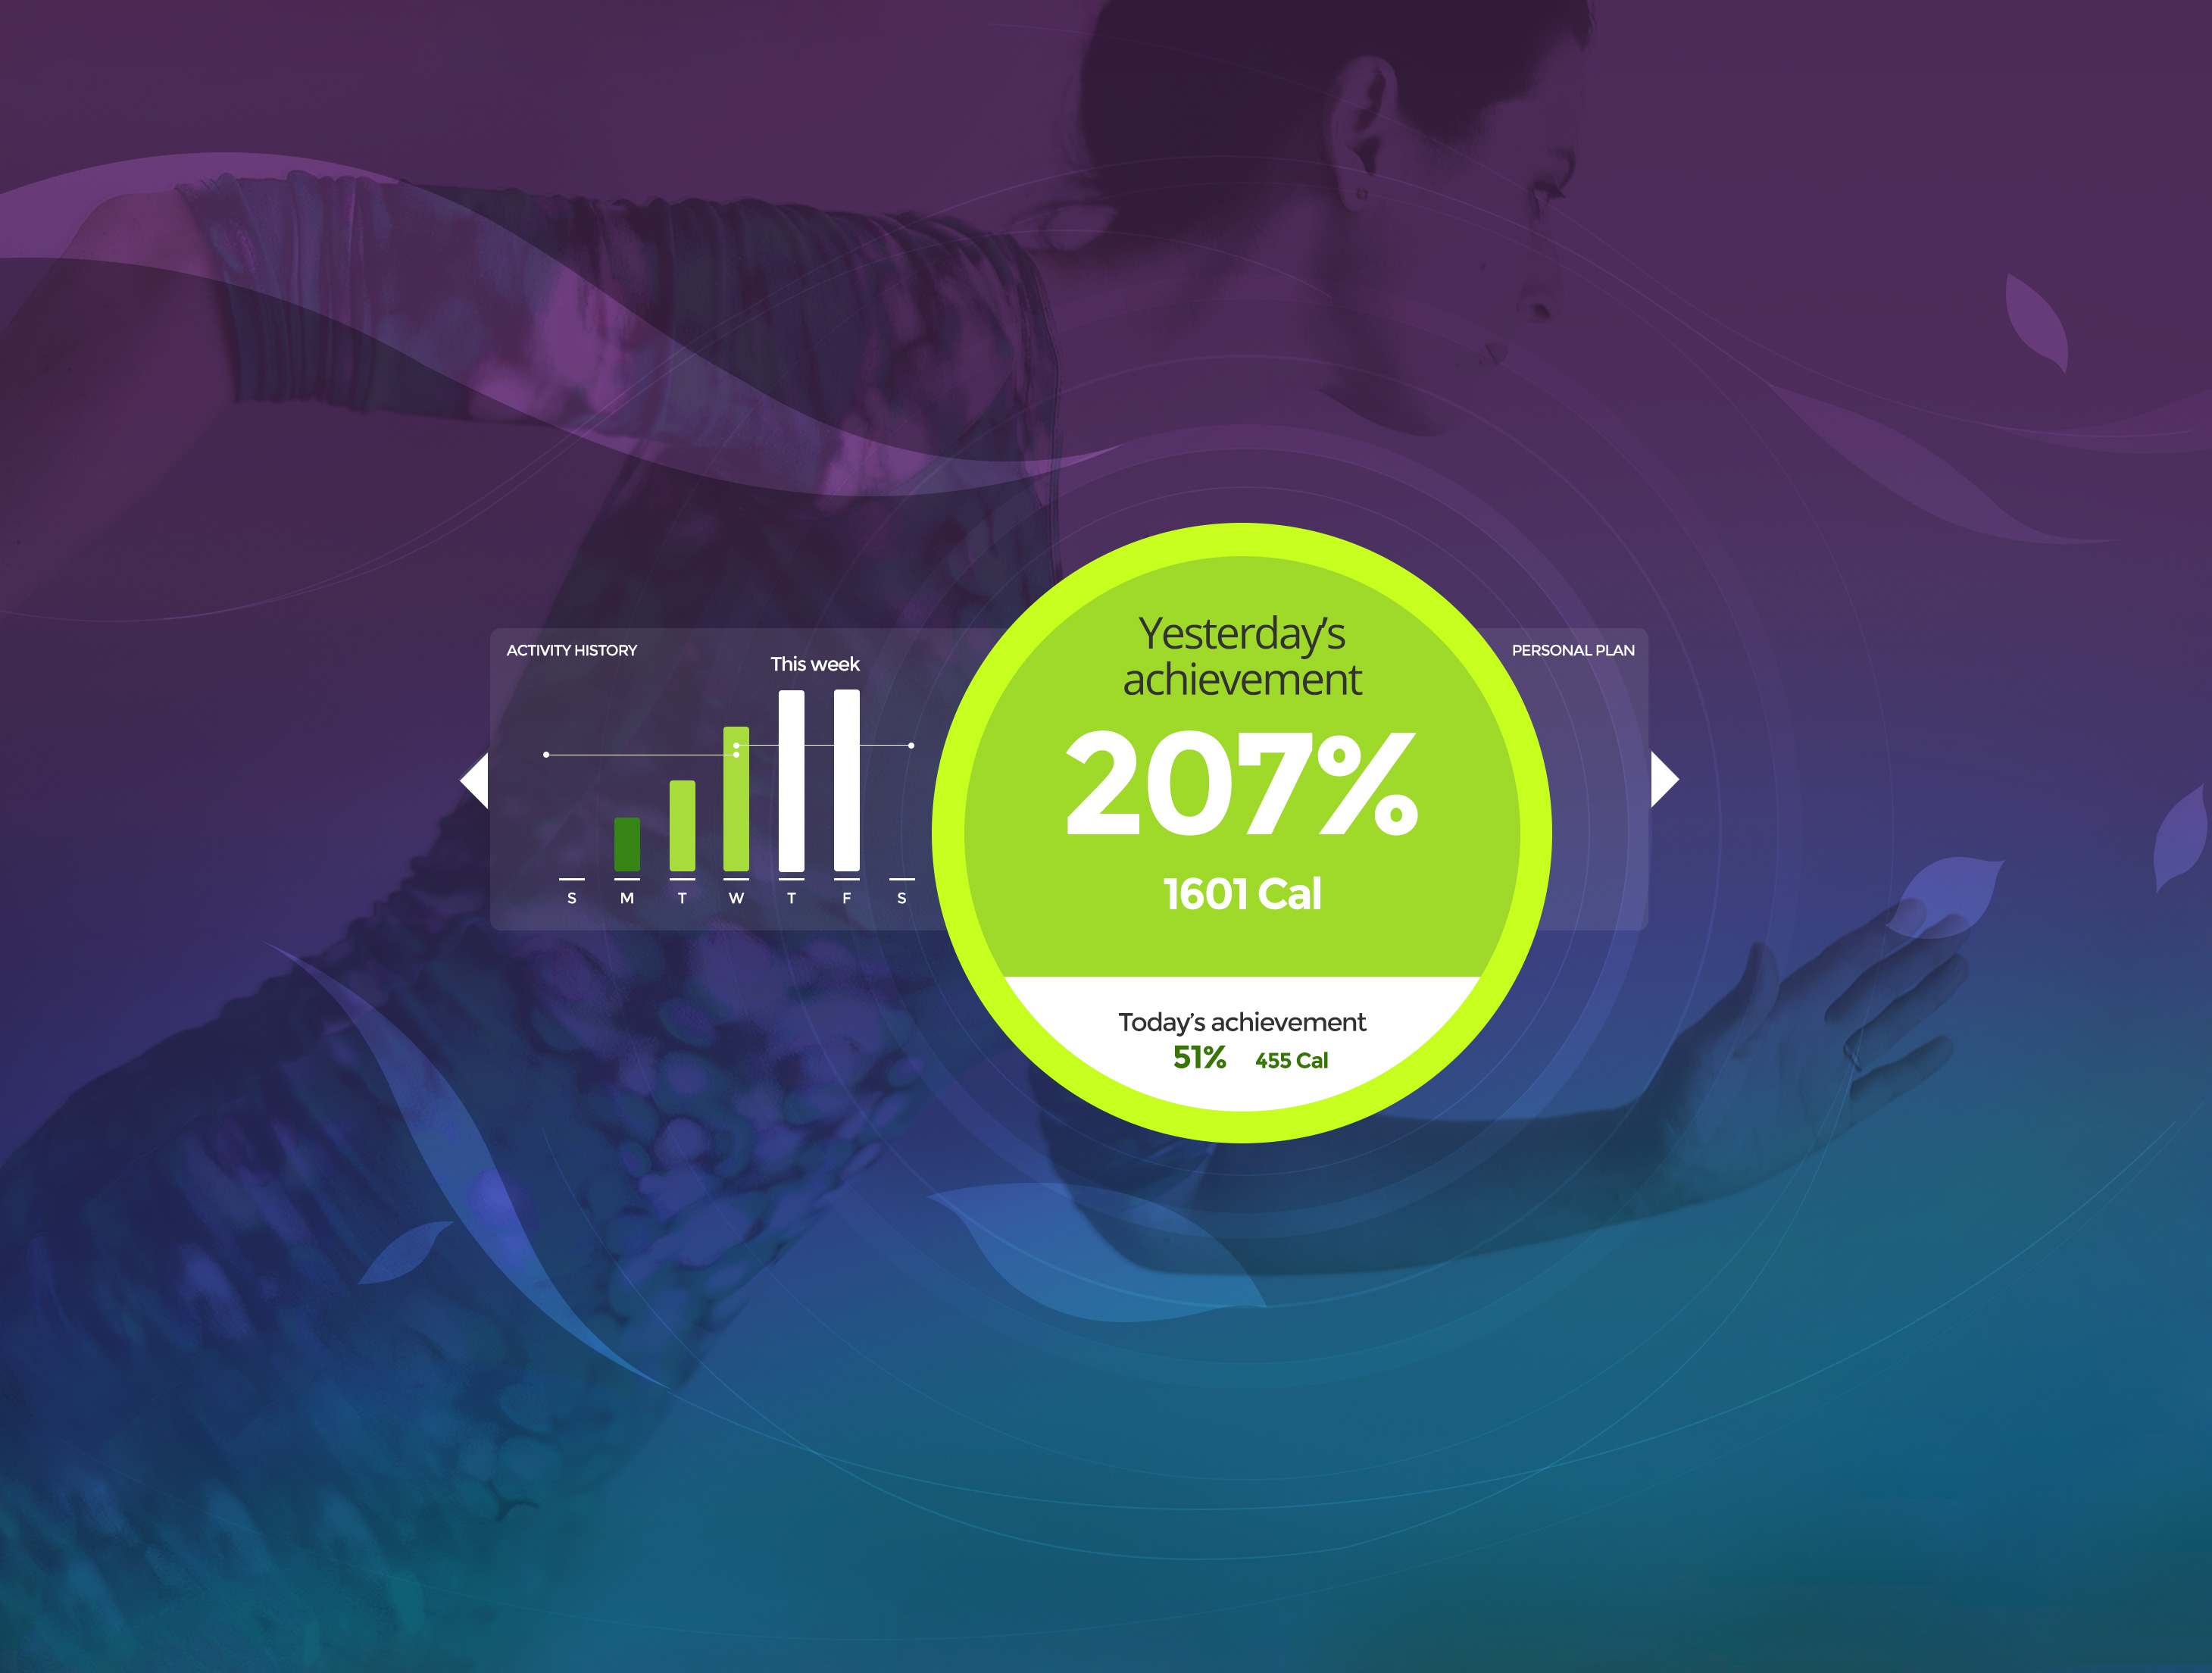 ACTIVITY HISTORY
This week
S M T W T F S
Yesterday's
achievement
207%
1601 Cal
Today's achievement
51% 455 Cal
PERSONAL PLAN